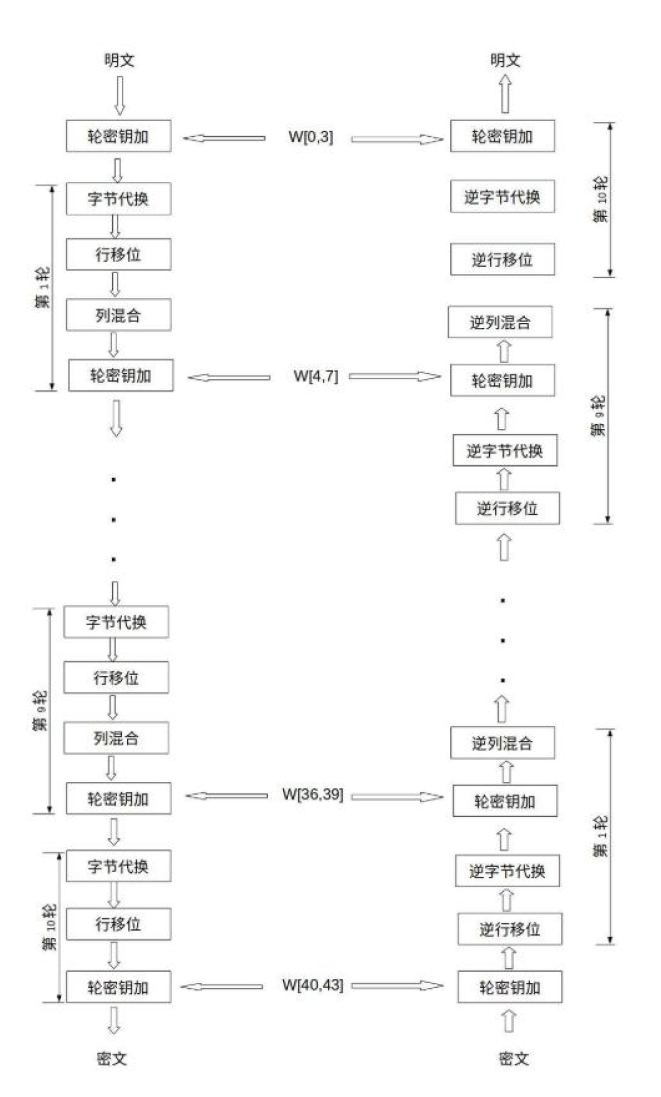 明文
轮密钥加
字节代换
行移位
列混合
轮密钥加
第 1 轮
字节代换
行移位
列混合
轮密钥加
第 9 轮
字节代换
行移位
轮密钥加
第 10 轮
密文
W[0,3]
W[4,7]
W[36,39]
W[40,43]
明文
轮密钥加
逆字节代换
逆行移位
第 10 轮
逆列混合
轮密钥加
逆字节代换
逆行移位
第 9 轮
逆列混合
轮密钥加
逆字节代换
逆行移位
第 1 轮
轮密钥加
密文